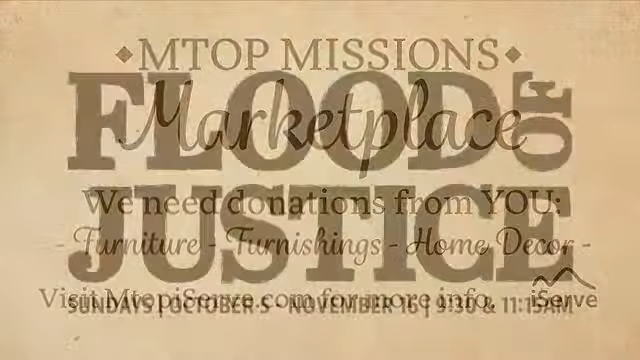 MTOP MISSIONS
FLOOD OF
Marketplace
JUSTICE
We need donations from YOU:
- Furniture - Furnishings - Home Decor -
Visit MtopiServe.com for more info.
iServe
SUNDAYS | OCTOBER 5 - NOVEMBER 16 | 9:30 & 11:15AM